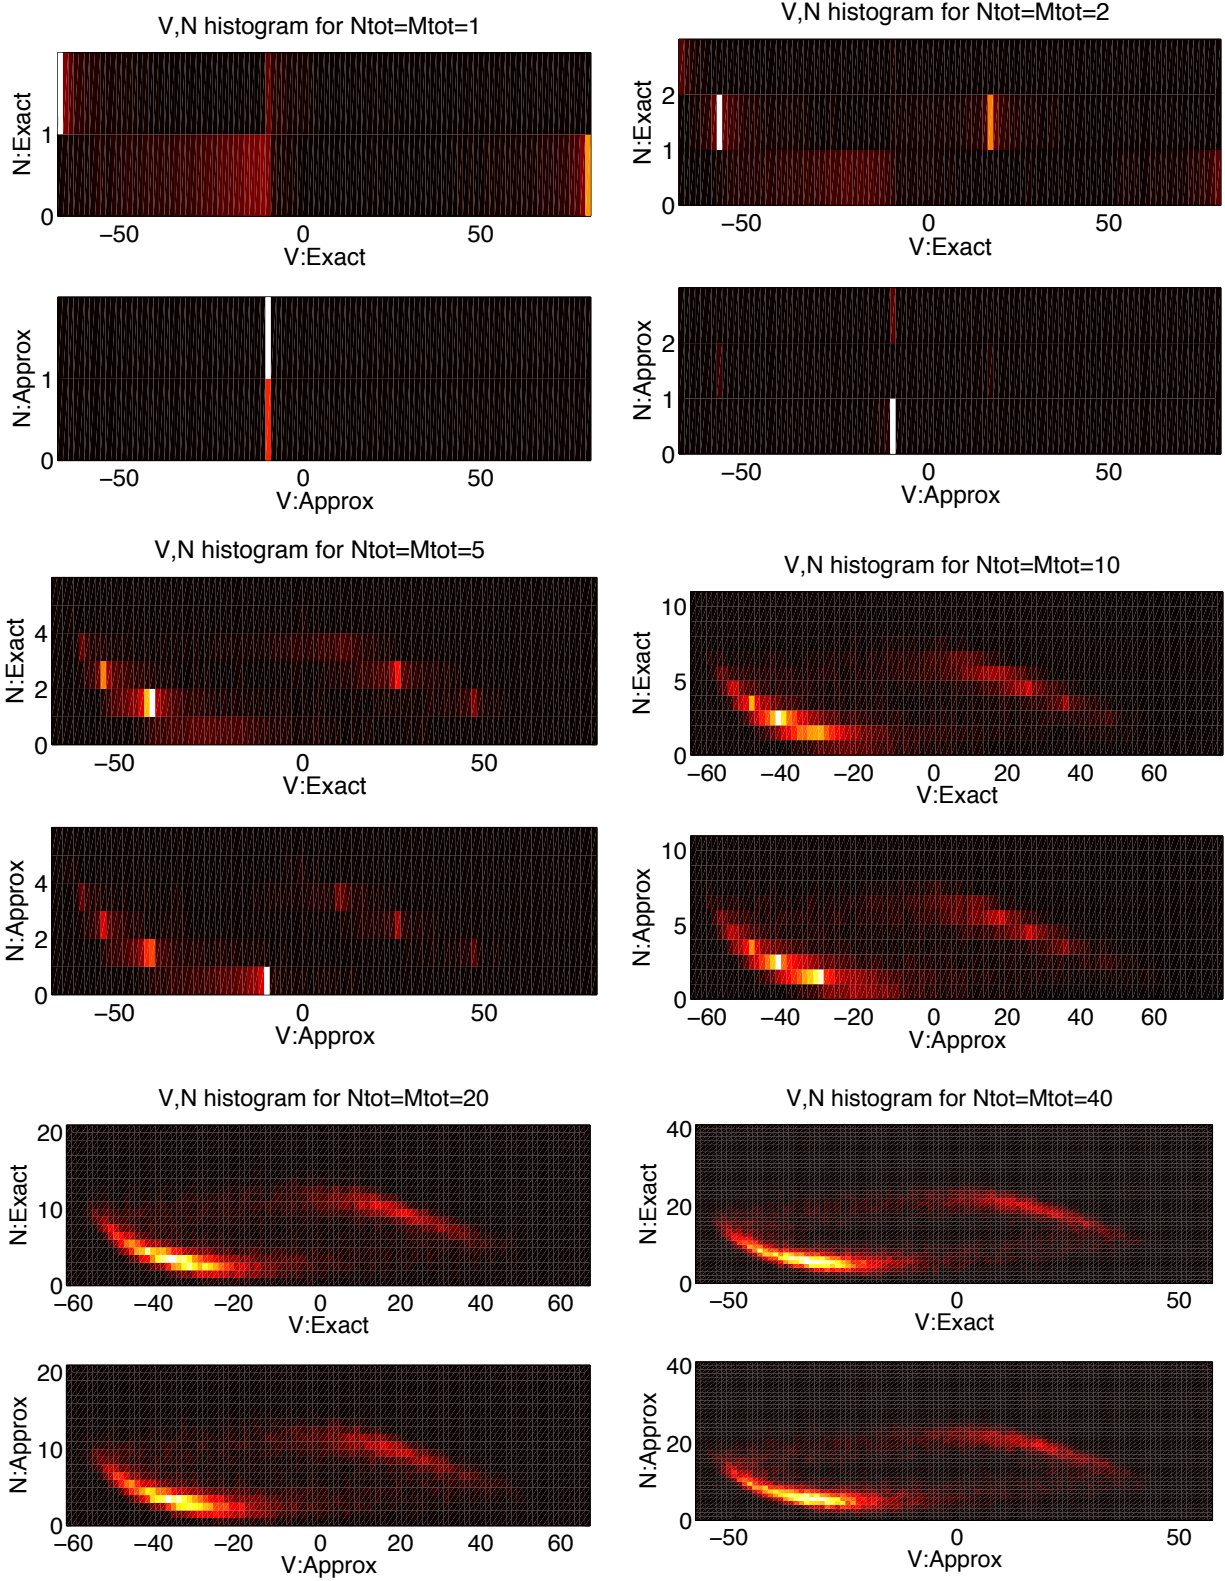 V,N histogram for Ntot=Mtot=1
N:Exact
1
0
−50 0 50
V:Exact
N:Approx
1
0
−50 0 50
V:Approx
V,N histogram for Ntot=Mtot=2
N:Exact
2
1
0
−50 0 50
V:Exact
N:Approx
2
1
0
−50 0 50
V:Approx
V,N histogram for Ntot=Mtot=5
N:Exact
4
2
0
−50 0 50
V:Exact
N:Approx
4
2
0
−50 0 50
V:Approx
V,N histogram for Ntot=Mtot=10
N:Exact
10
5
0
−60 −40 −20 0 20 40 60
V:Exact
N:Approx
10
5
0
−60 −40 −20 0 20 40 60
V:Approx
V,N histogram for Ntot=Mtot=20
N:Exact
20
10
0
−60 −40 −20 0 20 40 60
V:Exact
N:Approx
20
10
0
−60 −40 −20 0 20 40 60
V:Approx
V,N histogram for Ntot=Mtot=40
N:Exact
40
20
0
−50 0 50
V:Exact
N:Approx
40
20
0
−50 0 50
V:Approx